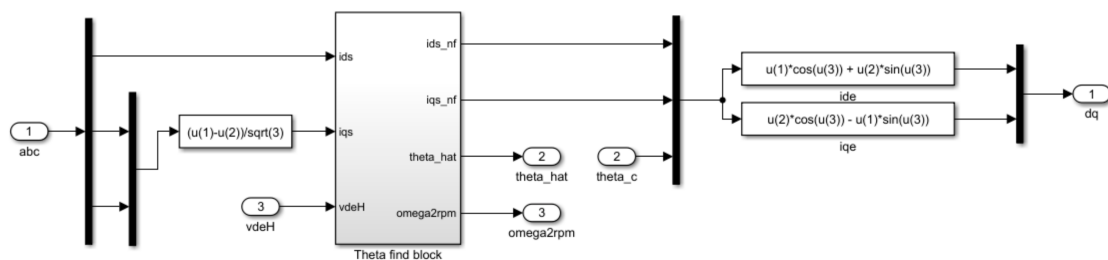 1
abc
(u(1)-u(2))/sqrt(3)
3
vdeH
ids
iqs
vdeH
ids_nf
iqs_nf
theta_hat
omega2rpm
Theta find block
2
theta_hat
3
omega2rpm
2
theta_c
u(1)*cos(u(3)) + u(2)*sin(u(3))
ide
u(2)*cos(u(3)) - u(1)*sin(u(3))
iqe
1
dq